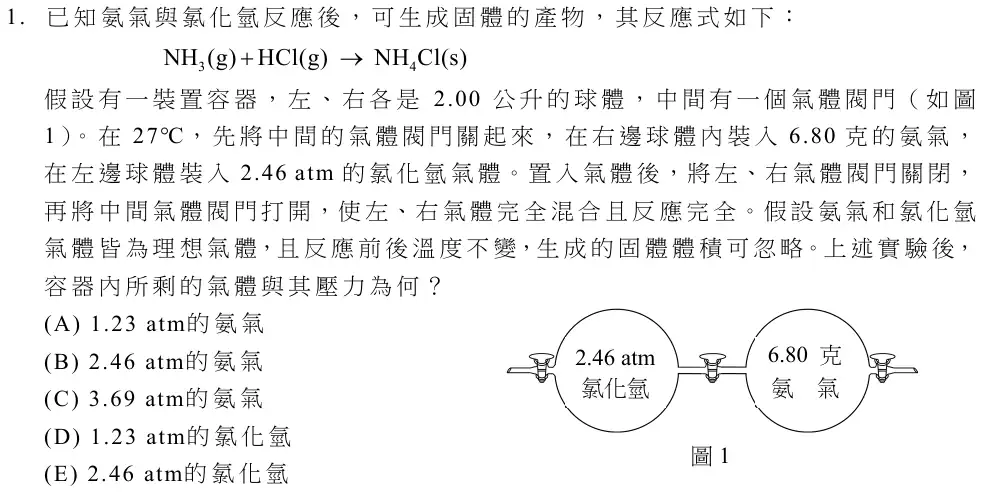 1. 已知氨氣與氯化氫反應後，可生成固體的產物，其反應式如下：
NH₃(g)+HCl(g) → NH₄Cl(s)
假設有一裝置容器，左、右各是 2.00 公升的球體，中間有一個氣體閥門（如圖
1）。在 27℃，先將中間的氣體閥門關起來，在右邊球體內裝入 6.80 克的氨氣，
在左邊球體裝入 2.46 atm 的氯化氫氣體。置入氣體後，將左、右氣體閥門關閉，
再將中間氣體閥門打開，使左、右氣體完全混合且反應完全。假設氨氣和氯化氫
氣體皆為理想氣體，且反應前後溫度不變，生成的固體體積可忽略。上述實驗後，
容器內所剩的氣體與其壓力為何？
(A) 1.23 atm的氨氣
(B) 2.46 atm的氨氣
(C) 3.69 atm的氨氣
(D) 1.23 atm的氯化氫
(E) 2.46 atm的氯化氫
2.46 atm
氯化氫
6.80 克
氨 氣
圖 1